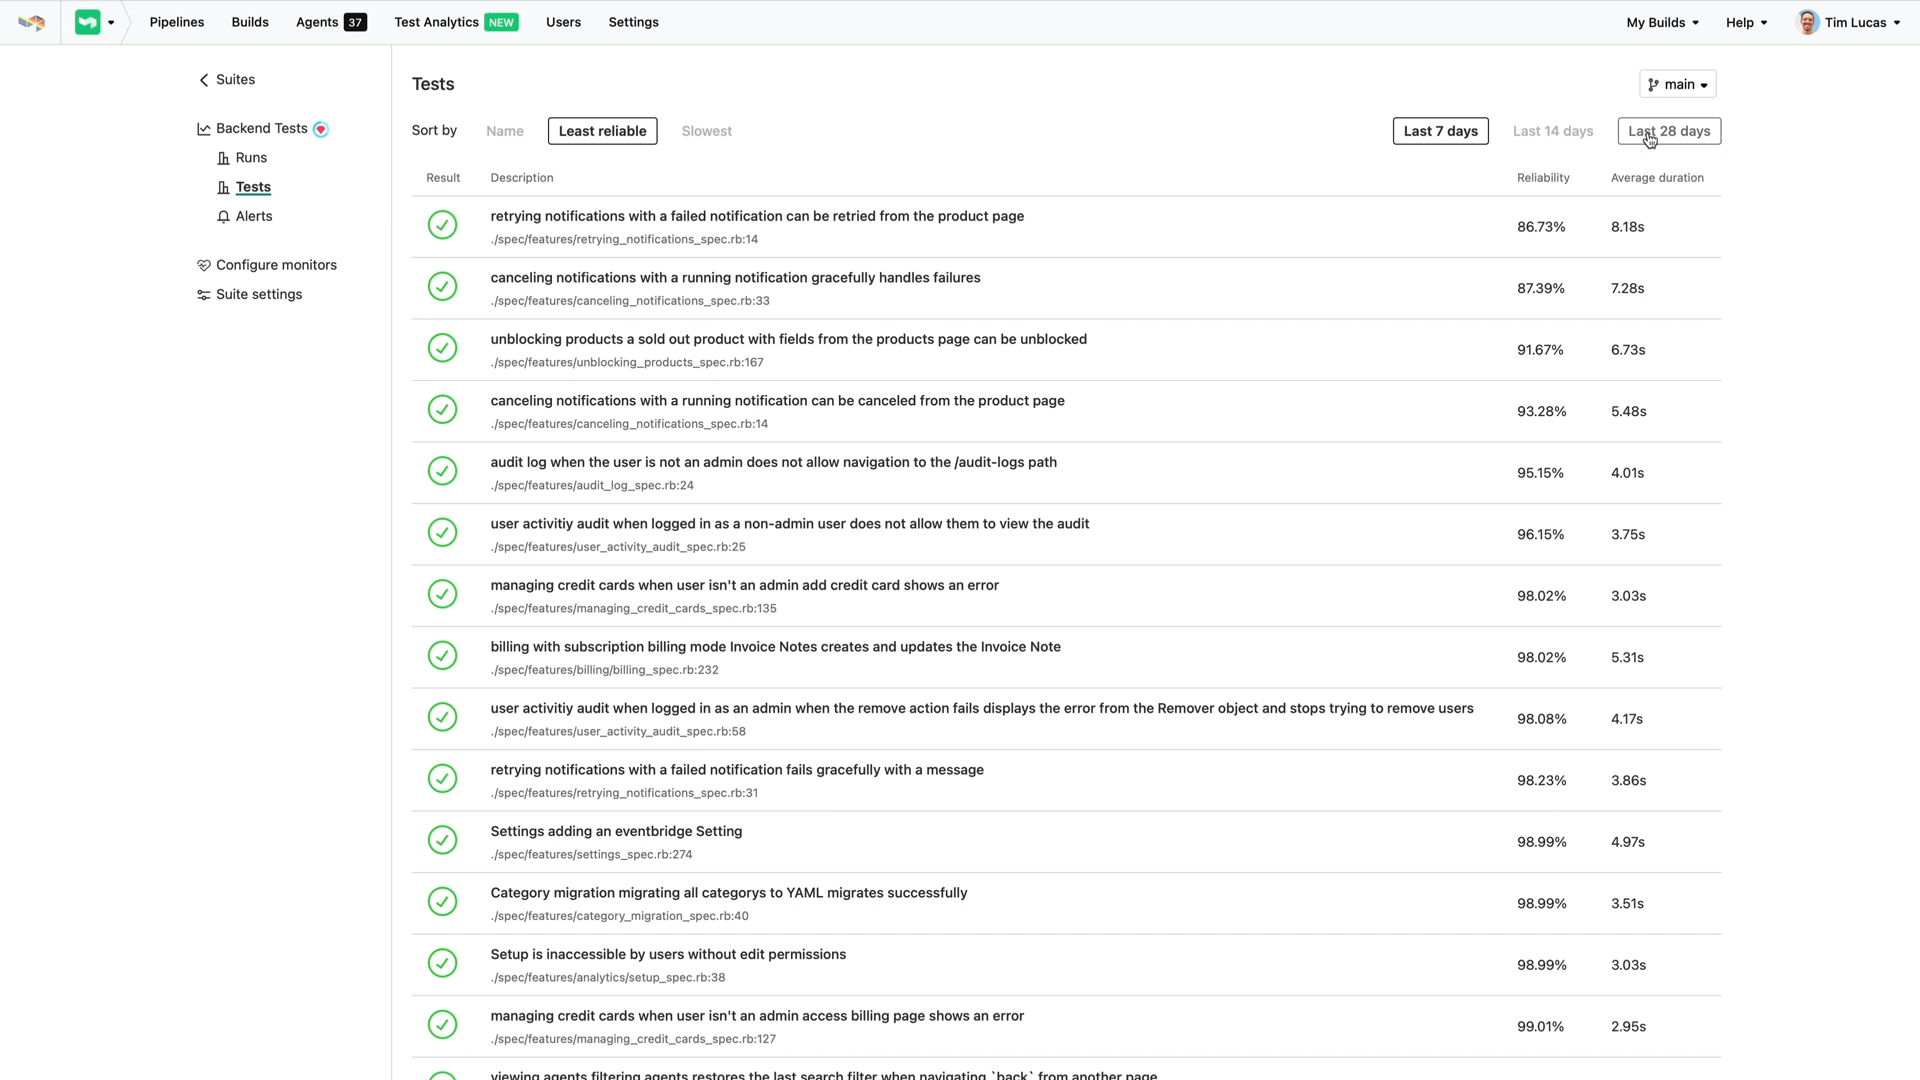 Pipelines Builds Agents 37 Test Analytics NEW Users Settings My Builds Help Tim Lucas
Suites
Backend Tests
Runs
Tests
Alerts
Configure monitors
Suite settings
Tests main
Sort by Name Least reliable Slowest Last 7 days Last 14 days Last 28 days
Result Description Reliability Average duration
retrying notifications with a failed notification can be retried from the product page
./spec/features/retrying_notifications_spec.rb:14
86.73% 8.18s
canceling notifications with a running notification gracefully handles failures
./spec/features/canceling_notifications_spec.rb:33
87.39% 7.28s
unblocking products a sold out product with fields from the products page can be unblocked
./spec/features/unblocking_products_spec.rb:167
91.67% 6.73s
canceling notifications with a running notification can be canceled from the product page
./spec/features/canceling_notifications_spec.rb:14
93.28% 5.48s
audit log when the user is not an admin does not allow navigation to the /audit-logs path
./spec/features/audit_log_spec.rb:24
95.15% 4.01s
user activitiy audit when logged in as a non-admin user does not allow them to view the audit
./spec/features/user_activity_audit_spec.rb:25
96.15% 3.75s
managing credit cards when user isn't an admin add credit card shows an error
./spec/features/managing_credit_cards_spec.rb:135
98.02% 3.03s
billing with subscription billing mode Invoice Notes creates and updates the Invoice Note
./spec/features/billing/billing_spec.rb:232
98.02% 5.31s
user activitiy audit when logged in as an admin when the remove action fails displays the error from the Remover object and stops trying to remove users
./spec/features/user_activity_audit_spec.rb:58
98.08% 4.17s
retrying notifications with a failed notification fails gracefully with a message
./spec/features/retrying_notifications_spec.rb:31
98.23% 3.86s
Settings adding an eventbridge Setting
./spec/features/settings_spec.rb:274
98.99% 4.97s
Category migration migrating all categorys to YAML migrates successfully
./spec/features/category_migration_spec.rb:40
98.99% 3.51s
Setup is inaccessible by users without edit permissions
./spec/features/analytics/setup_spec.rb:38
98.99% 3.03s
managing credit cards when user isn't an admin access billing page shows an error
./spec/features/managing_credit_cards_spec.rb:127
99.01% 2.95s
viewing agents filtering agents restores the last search filter when navigating `back` from another page